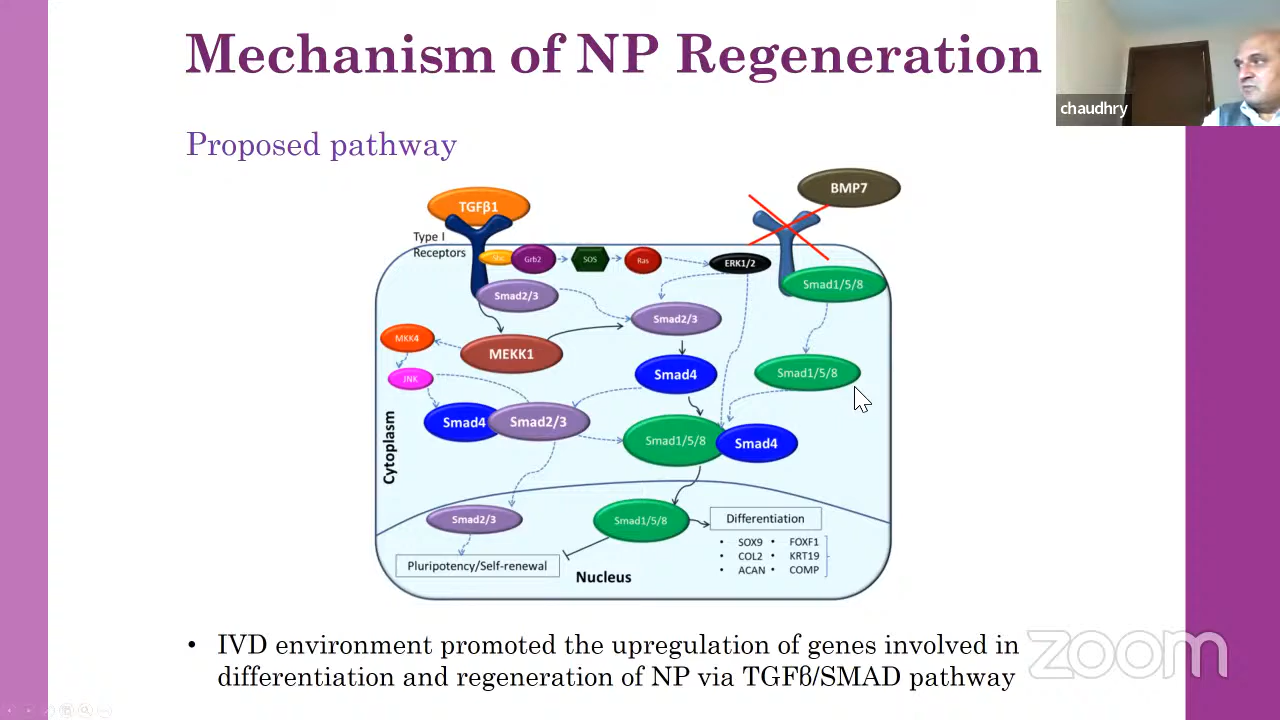 Mechanism of NP Regeneration
chaudhry
Proposed pathway
BMP7
TGFβ1
Type I
Receptors
Shc
Grb2
SOS
Ras
ERK1/2
Smad1/5/8
Smad2/3
Smad2/3
MKK4
MEKK1
Smad4
Smad1/5/8
JNK
Smad4
Smad2/3
Smad1/5/8
Smad4
Cytoplasm
Smad2/3
Smad1/5/8
Differentiation
• SOX9 • FOXF1
• COL2 • KRT19
• ACAN • COMP
Pluripotency/Self-renewal
Nucleus
• IVD environment promoted the upregulation of genes involved in
differentiation and regeneration of NP via TGFβ/SMAD pathway
zoom